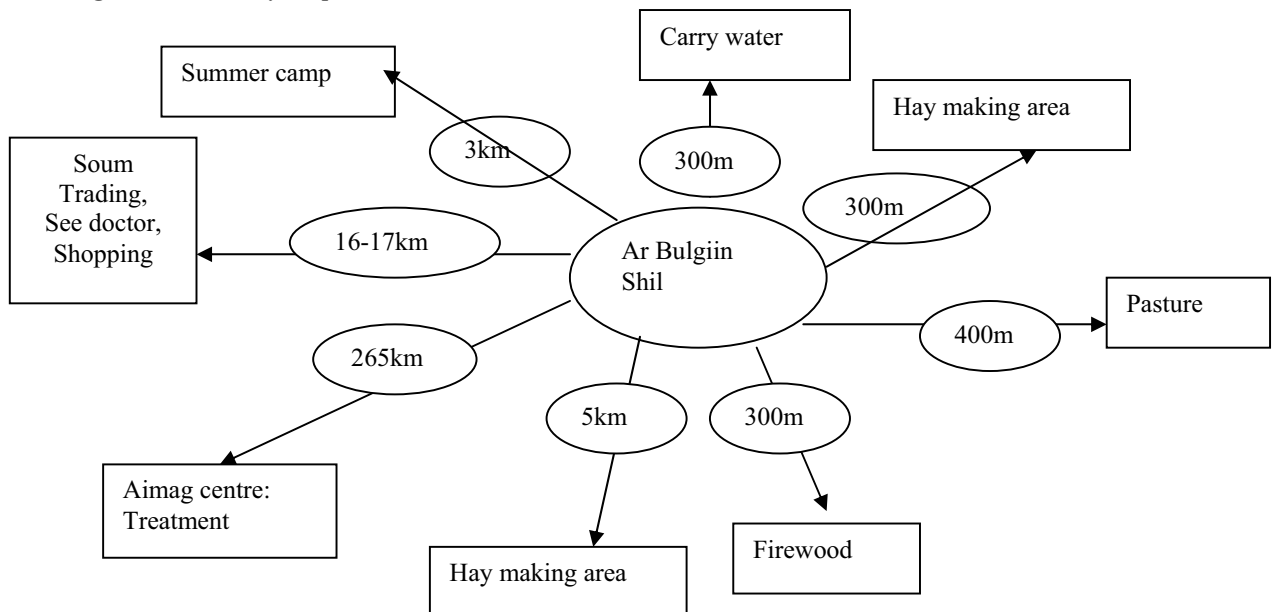 Carry water
Summer camp
Hay making area
3km
300m
Soum
Trading,
See doctor,
Shopping
300m
16-17km
Ar Bulgiin
Shil
Pasture
400m
265km
5km
300m
Aimag centre:
Treatment
Firewood
Hay making area